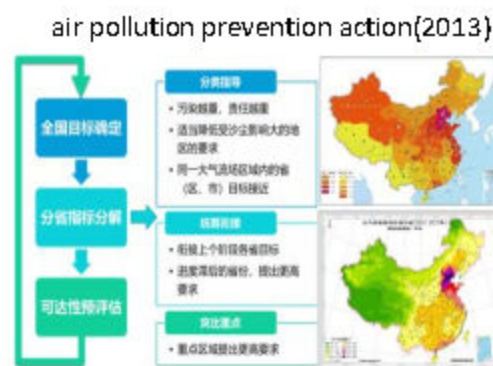 air pollution prevention action(2013)
全国目标确定
分省指标分解
可达性预评估
分类指导
• 污染越重，责任越重
• 适当降低受沙尘影响大的地
区的要求
• 同一大气流场区域内的省
（区、市）目标接近
统筹衔接
• 衔接上个阶段各省目标
• 进度滞后的省份，提出更高
要求
突出重点
• 重点区域提出更高要求